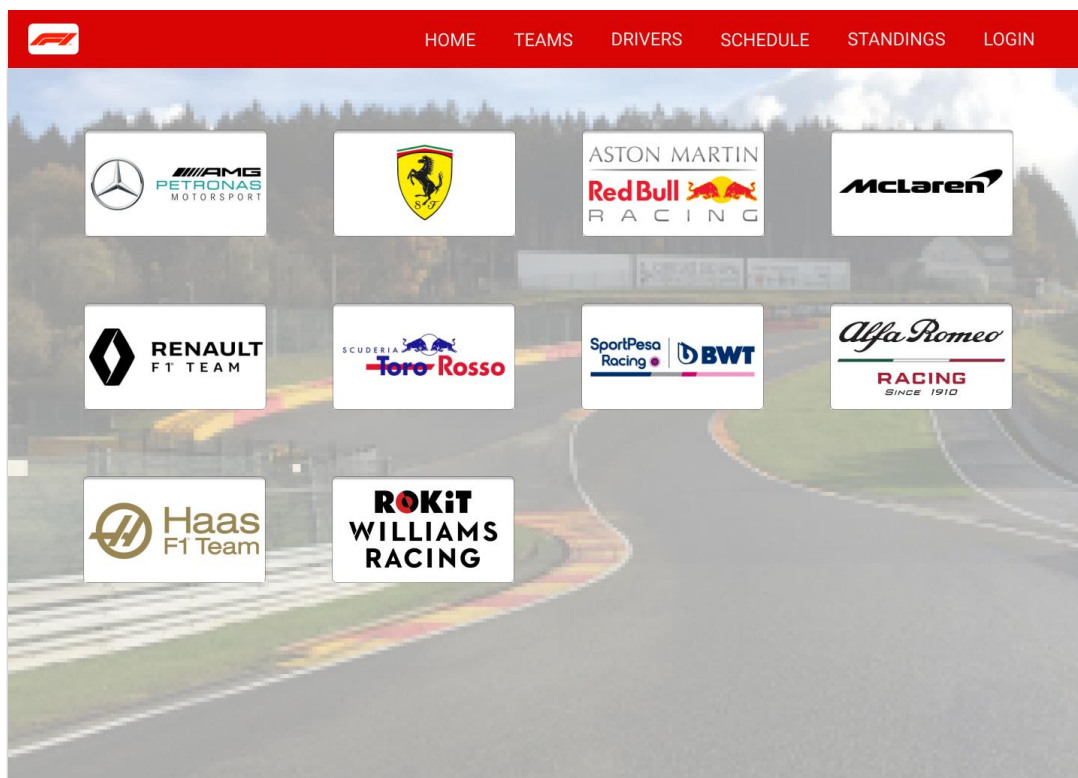 F1
HOME TEAMS DRIVERS SCHEDULE STANDINGS LOGIN
AMG
PETRONAS
MOTORSPORT
S F
ASTON MARTIN
Red Bull
RACING
McLaren
RENAULT
F1 TEAM
SCUDERIA
Toro Rosso
SportPesa
Racing
BWT
Alfa Romeo
RACING
SINCE 1910
Haas
F1 Team
ROKiT
WILLIAMS
RACING